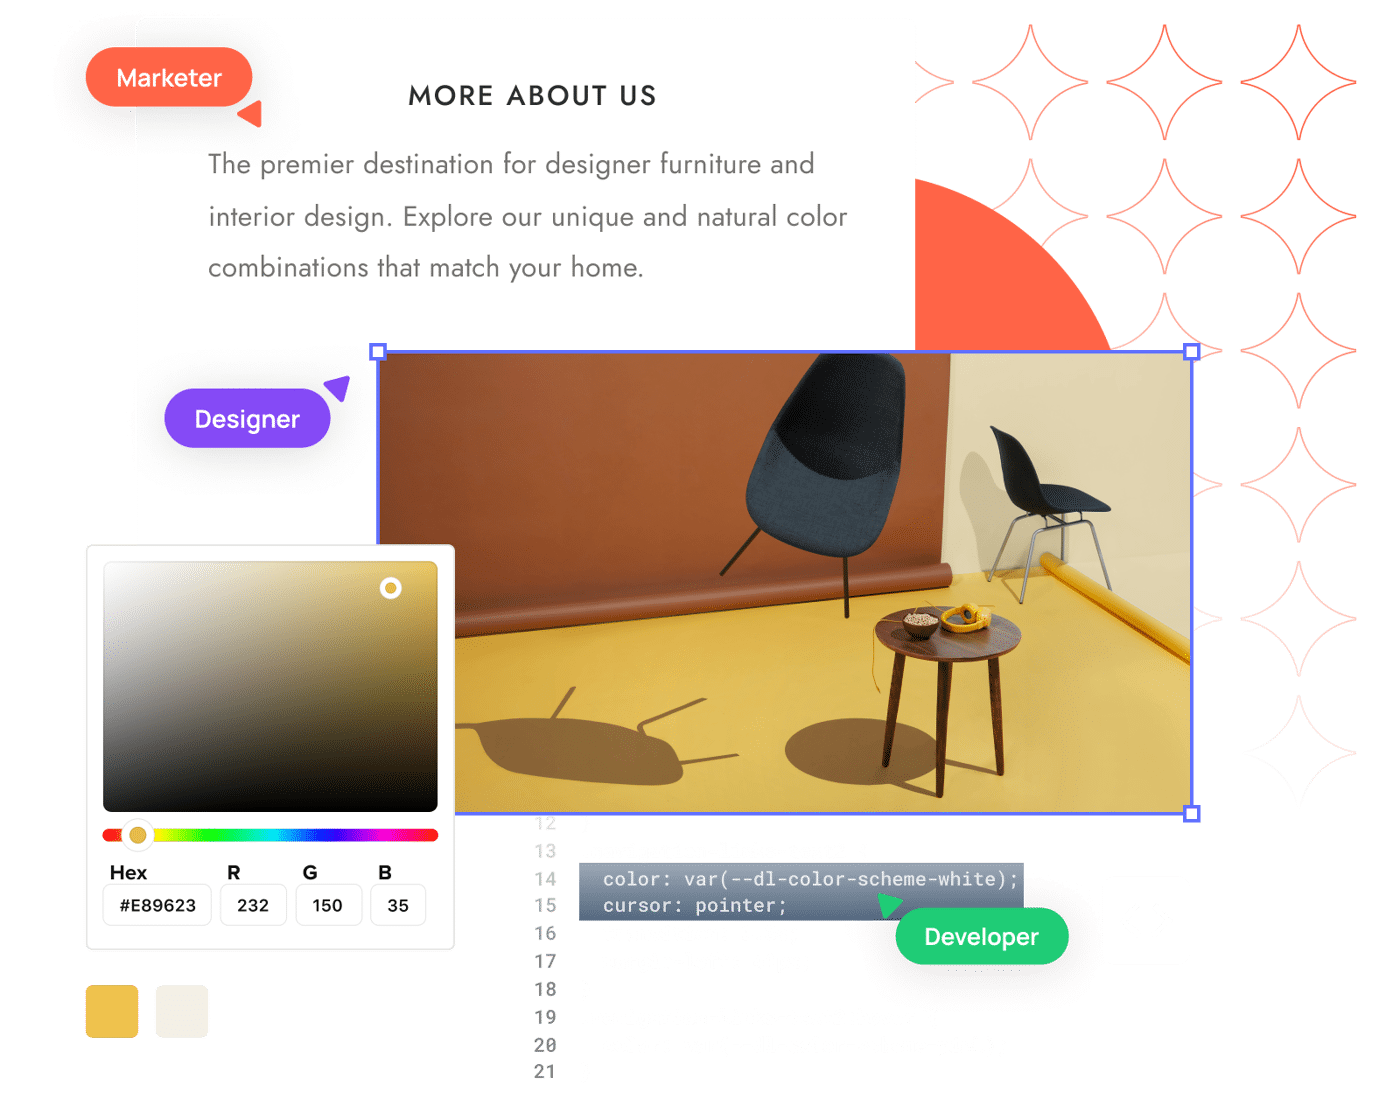 Marketer
MORE ABOUT US
The premier destination for designer furniture and
interior design. Explore our unique and natural color
combinations that match your home.
Designer
Hex R G B
#E89623 232 150 35
12
13
14 color: var(--dl-color-scheme-white);
15 cursor: pointer;
Developer
16
17
18
19
20
21